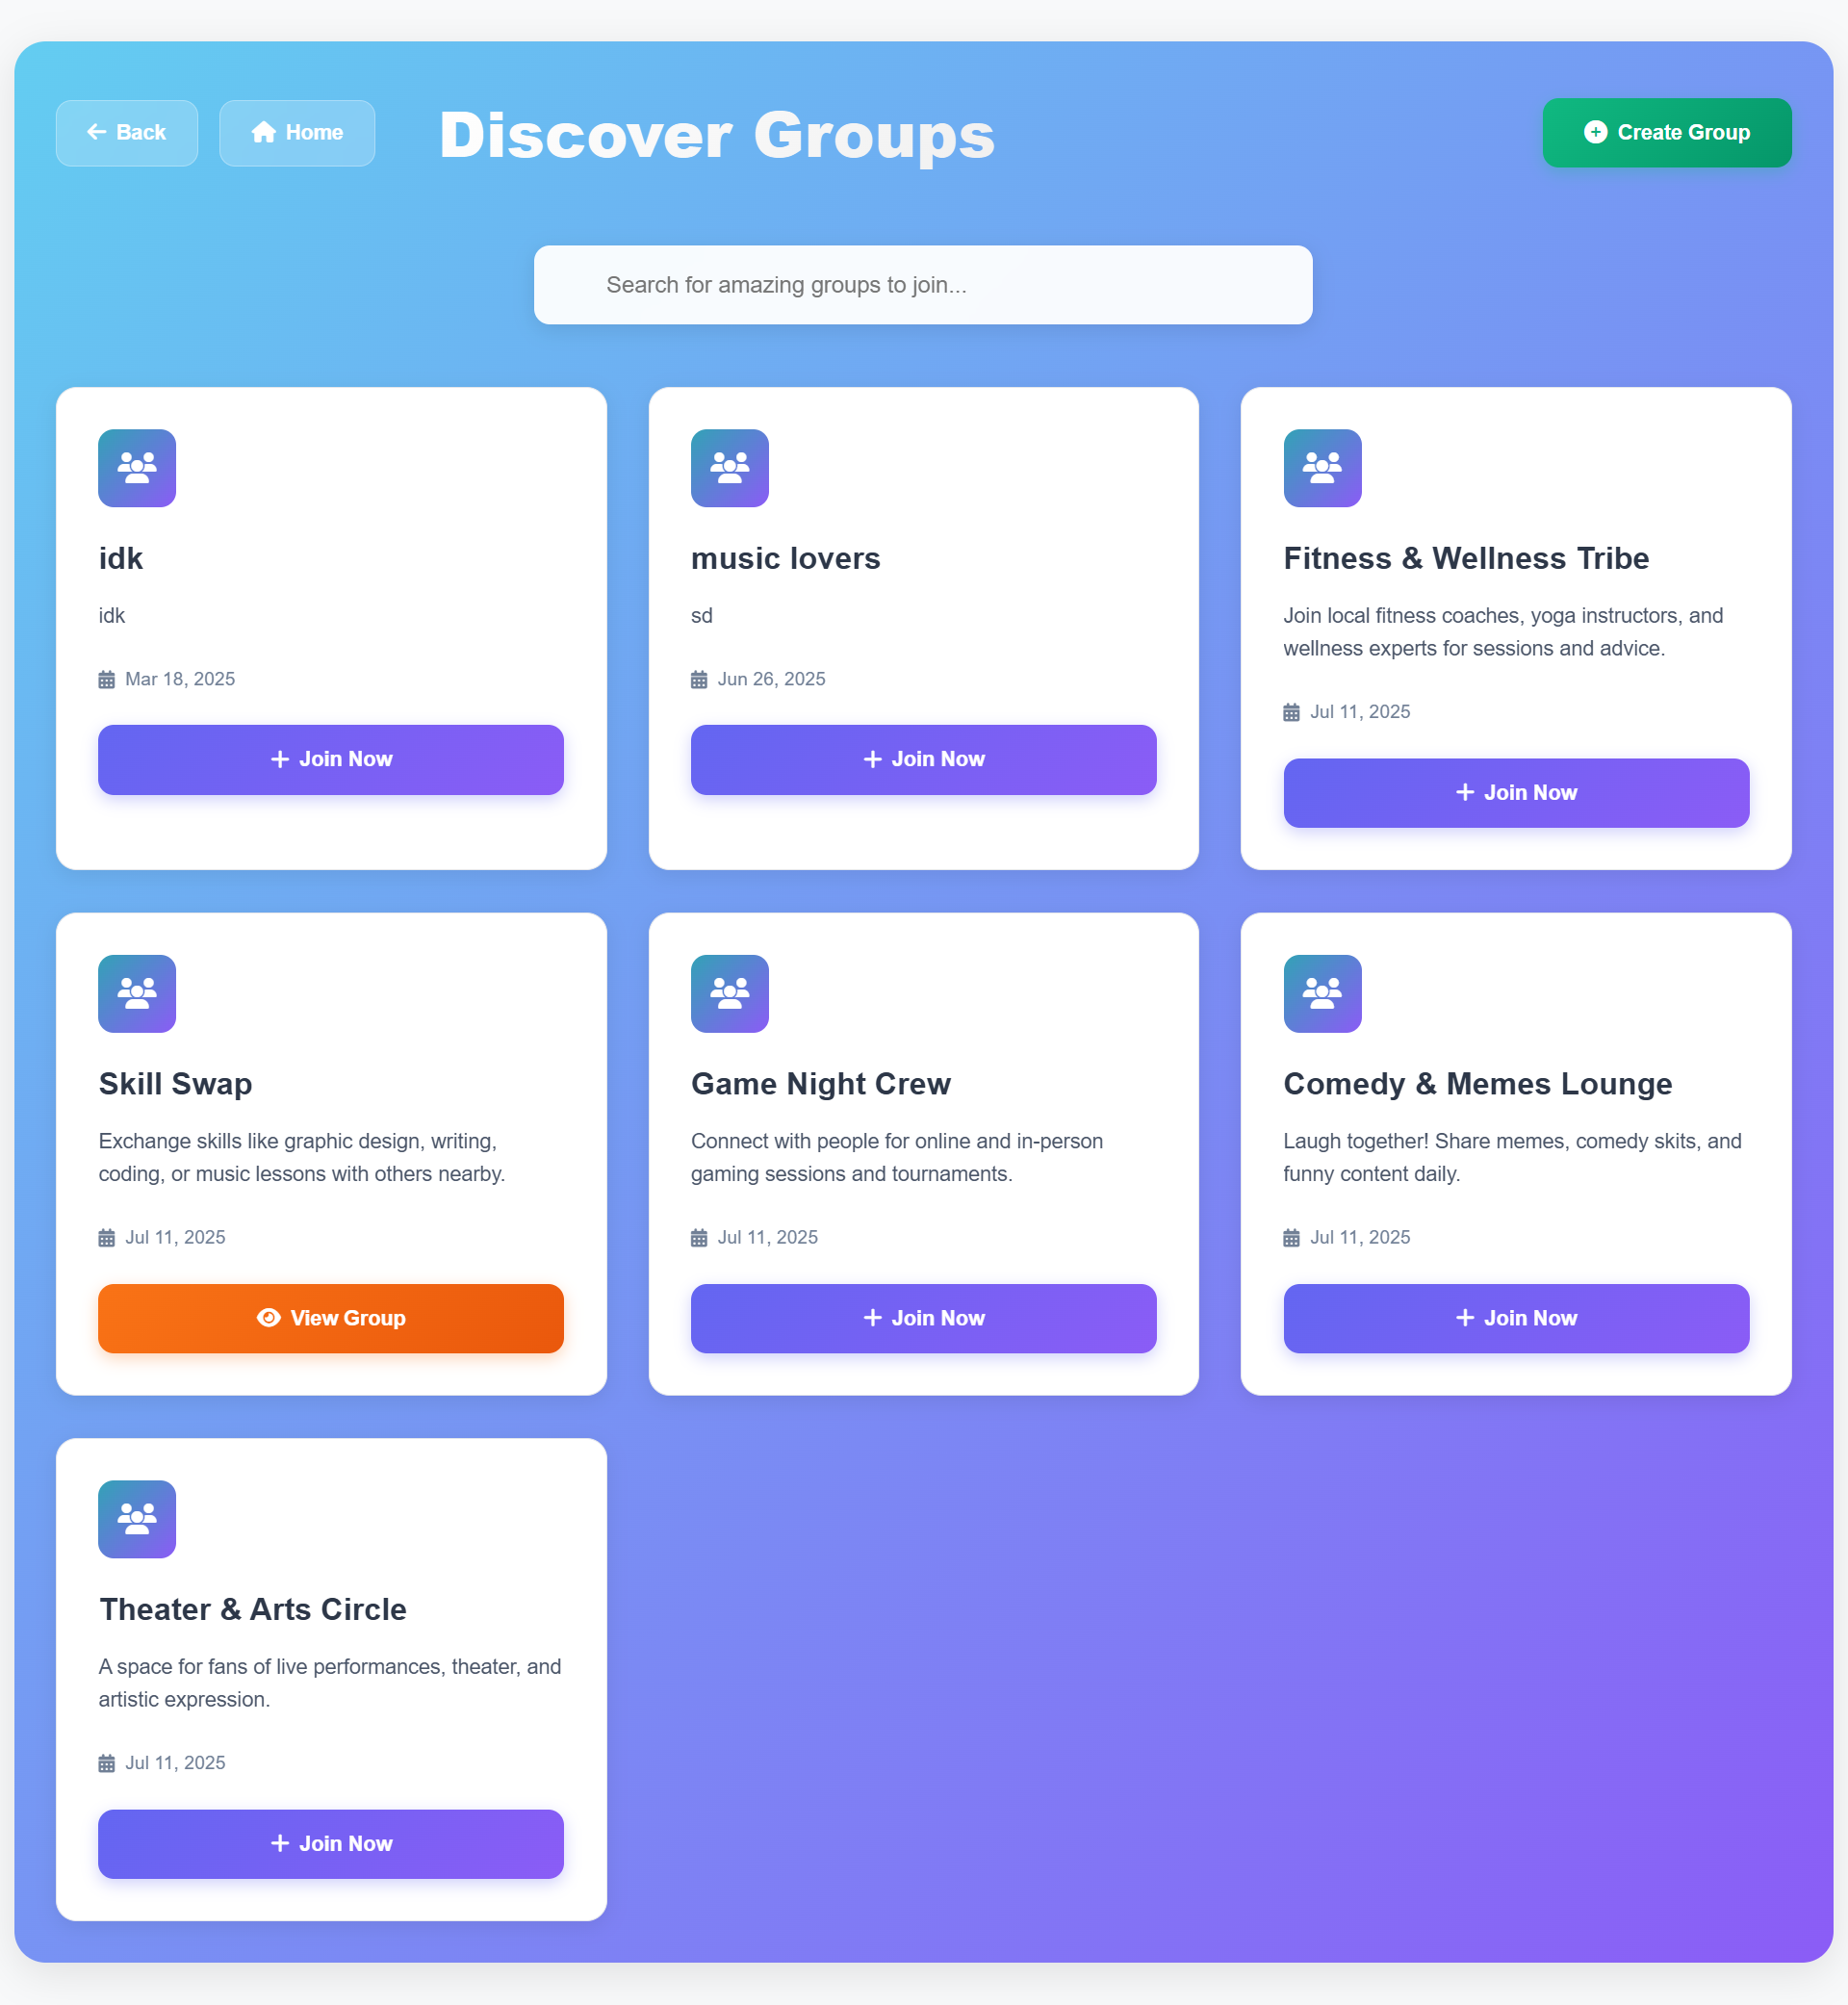 Back
Home
Discover Groups
Create Group
Search for amazing groups to join...
idk
idk
Mar 18, 2025
Join Now
music lovers
sd
Jun 26, 2025
Join Now
Fitness & Wellness Tribe
Join local fitness coaches, yoga instructors, and
wellness experts for sessions and advice.
Jul 11, 2025
Join Now
Skill Swap
Exchange skills like graphic design, writing,
coding, or music lessons with others nearby.
Jul 11, 2025
View Group
Game Night Crew
Connect with people for online and in-person
gaming sessions and tournaments.
Jul 11, 2025
Join Now
Comedy & Memes Lounge
Laugh together! Share memes, comedy skits, and
funny content daily.
Jul 11, 2025
Join Now
Theater & Arts Circle
A space for fans of live performances, theater, and
artistic expression.
Jul 11, 2025
Join Now